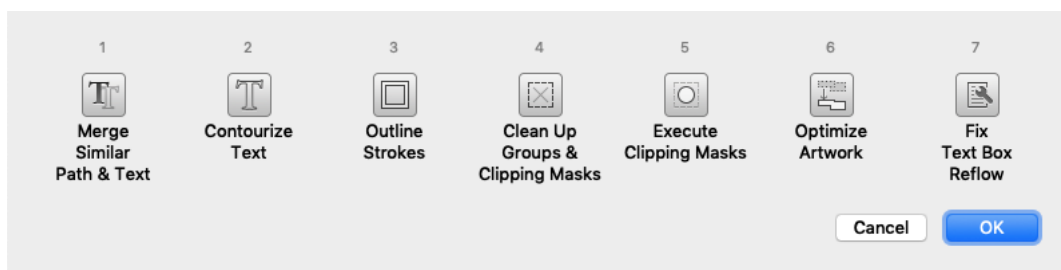 1 2 3 4 5 6 7
Merge
Similar
Path & Text
Contourize
Text
Outline
Strokes
Clean Up
Groups &
Clipping Masks
Execute
Clipping Masks
Optimize
Artwork
Fix
Text Box
Reflow
Cancel OK